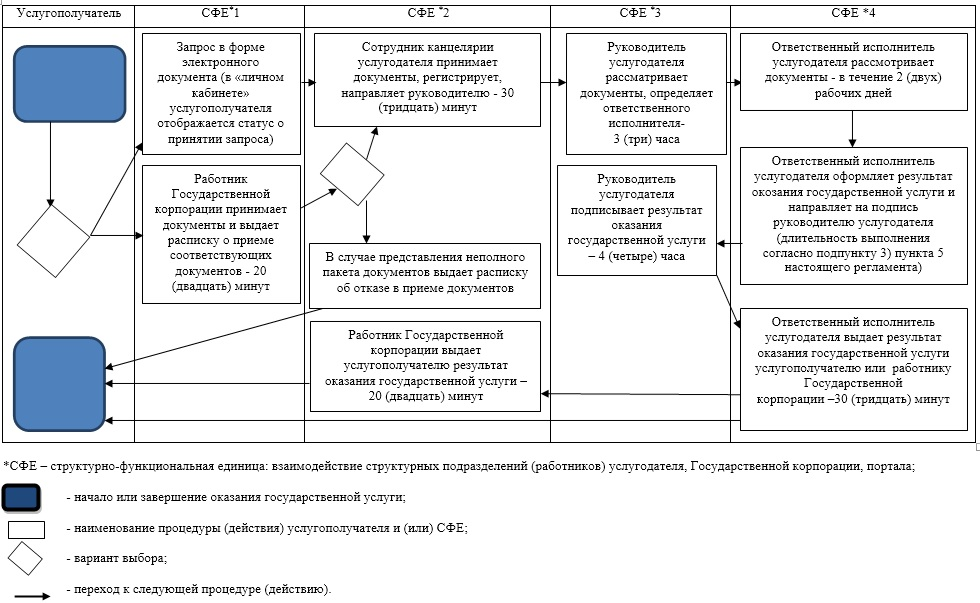 Услугополучатель
СФЕ*1
СФЕ *2
СФЕ *3
СФЕ *4
Запрос в форме
электронного
документа (в «личном
кабинете»
услугополучателя
отображается статус о
принятии запроса)
Работник
Государственной
корпорации принимает
документы и выдает
расписку о приеме
соответствующих
документов - 20
(двадцать) минут
Сотрудник канцелярии
услугодателя принимает
документы, регистрирует,
направляет руководителю - 30
(тридцать) минут
В случае представления неполного
пакета документов выдает расписку
об отказе в приеме документов
Работник Государственной
корпорации выдает
услугополучателю результат
оказания государственной услуги –
20 (двадцать) минут
Руководитель
услугодателя
рассматривает
документы, определяет
ответственного
исполнителя-
3 (три) часа
Руководитель
услугодателя
подписывает результат
оказания
государственной услуги
– 4 (четыре) часа
Ответственный исполнитель
услугодателя рассмотривает
документы - в течение 2 (двух)
рабочих дней
Ответственный исполнитель
услугодателя оформляет результат
окозания государственной услуги и
направляет на подпись
руководителю услугодателя
(длительность выполнения
согласно подпункту 3) пункта 5
настоящего регламента)
Ответственный исполнитель
услугодателя выдает результат
оказания государственной услуги
услугополучателю или работнику
Государственной
корпорации –30 (тридцать) минут
*СФЕ – структурно-функциональная единица: взаимодействие структурных подразделений (работников) услугодателя, Государственной корпорации, портала;
- начало или завершение оказания государственной услуги;
- наименование процедуры (действия) услугополучателя и (или) СФЕ;
- вариант выбора;
- переход к следующей процедуре (действию).